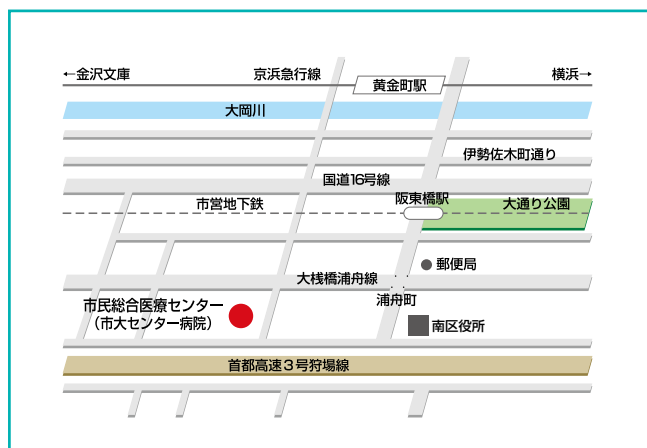 ←金沢文庫
京浜急行線
横浜→
黄金町駅
大岡川
伊勢佐木町通り
国道16号線
市営地下鉄
阪東橋駅
大通り公園
郵便局
大桟橋浦舟線
浦舟町
市民総合医療センター
（市大センター病院）
南区役所
首都高速3号狩場線